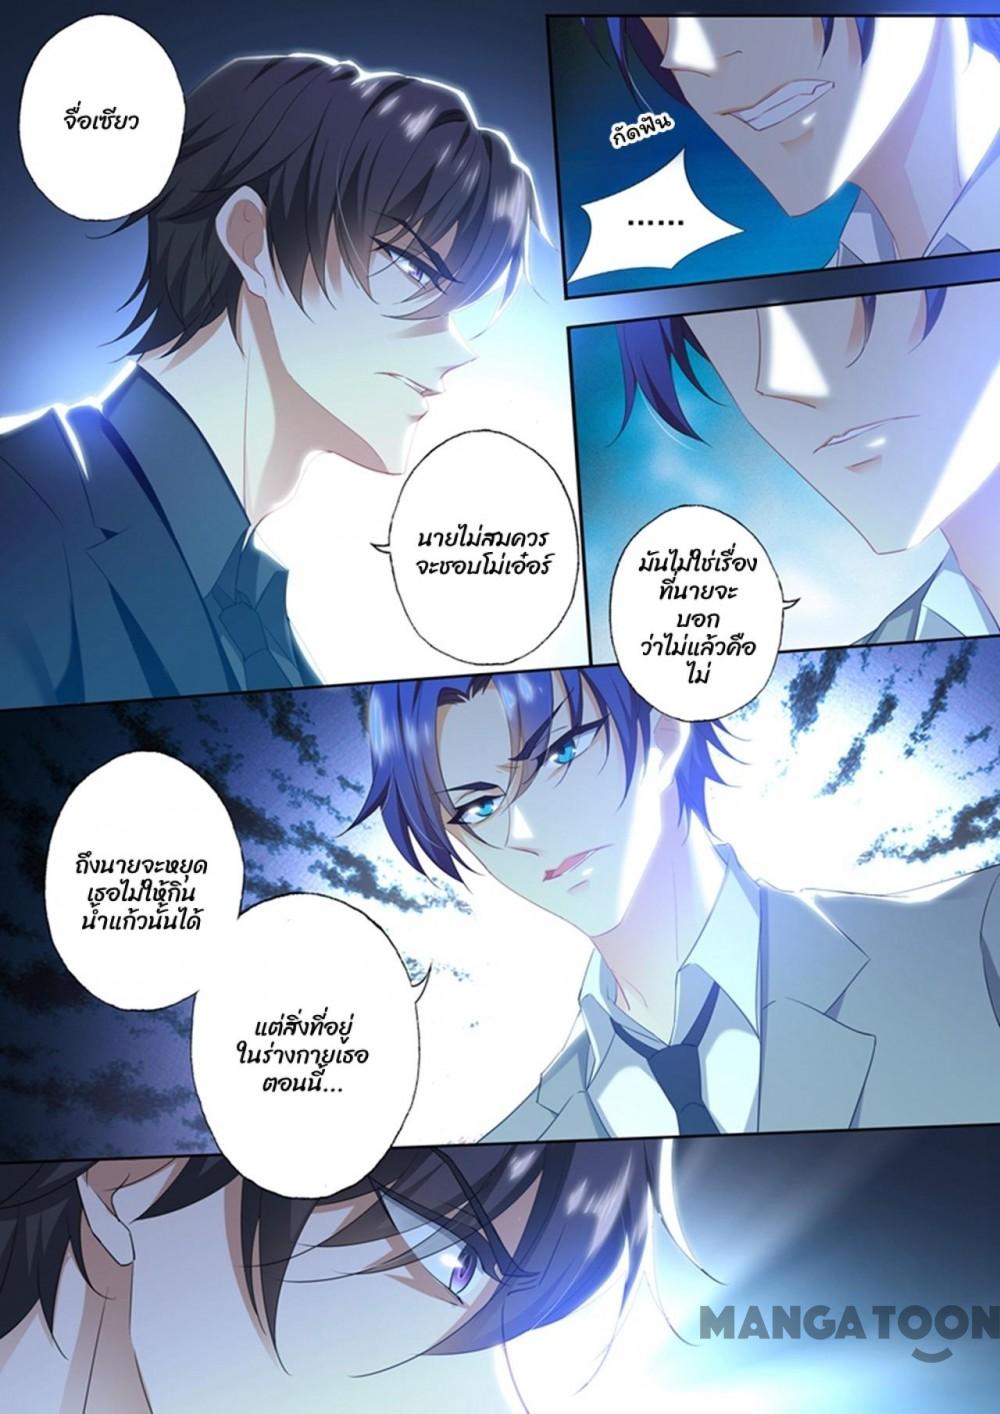 จื่อเซียว
กัดฟัน
......
นายไม่สมควร
จะชอบโม่เอ๋อร์
มันไม่ใช่เรื่อง
ที่นายจะ
บอก
ว่าไม่แล้วคือ
ไม่
ถึงนายจะหยุด
เธอไม่ให้กิน
น้ำแก้วนั้นได้
แต่สิ่งที่อยู่
ในร่างกายเธอ
ตอนนี้...
MANGATOON